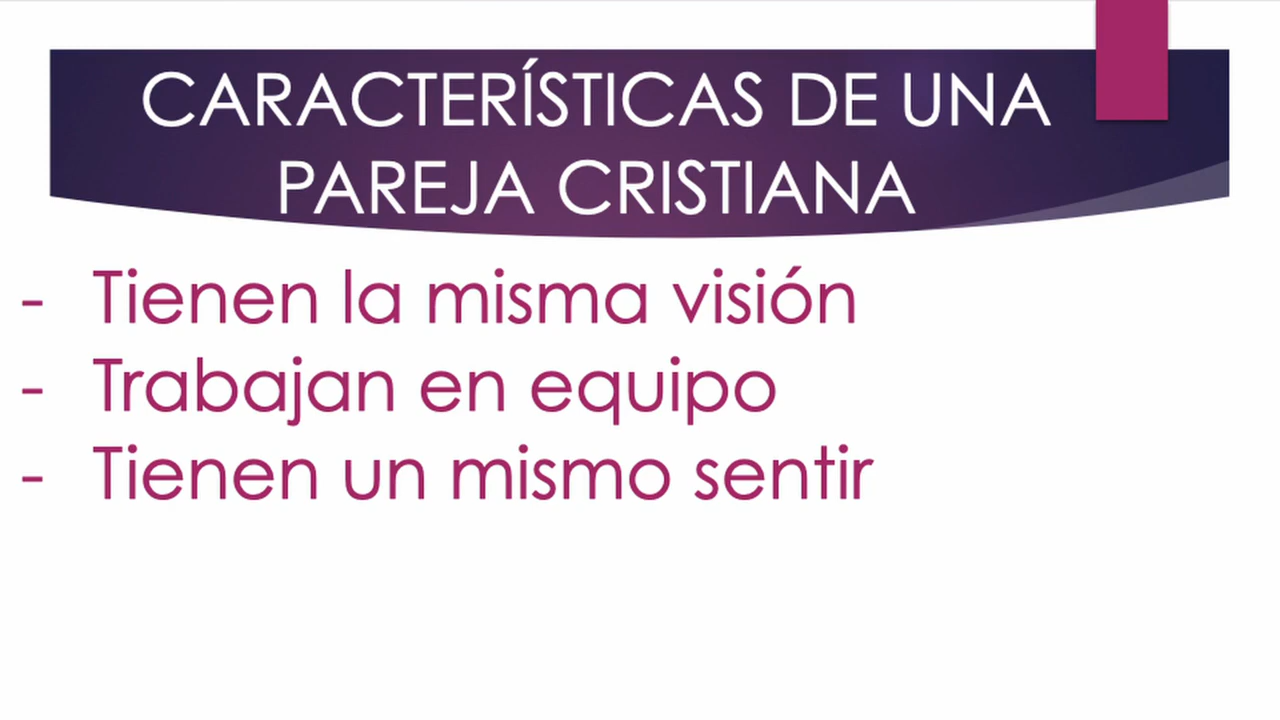 CARACTERÍSTICAS DE UNA
PAREJA CRISTIANA
- Tienen la misma visión
- Trabajan en equipo
- Tienen un mismo sentir